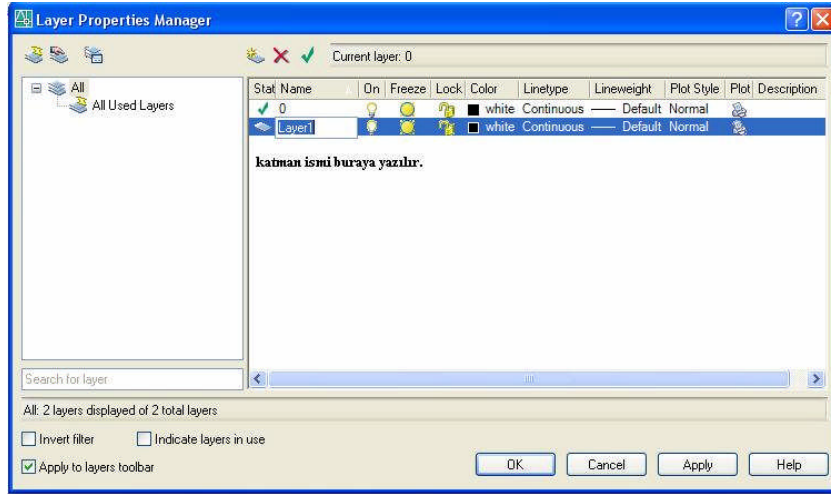 Layer Properties Manager
Current layer: 0
All
All Used Layers
Stat Name On Freeze Lock Color Linetype Lineweight Plot Style Plot Description
0 white Continuous Default Normal
Layer1 white Continuous Default Normal
katman ismi buraya yazılır.
Search for layer
All: 2 layers displayed of 2 total layers
Invert filter Indicate layers in use
Apply to layers toolbar
OK Cancel Apply Help